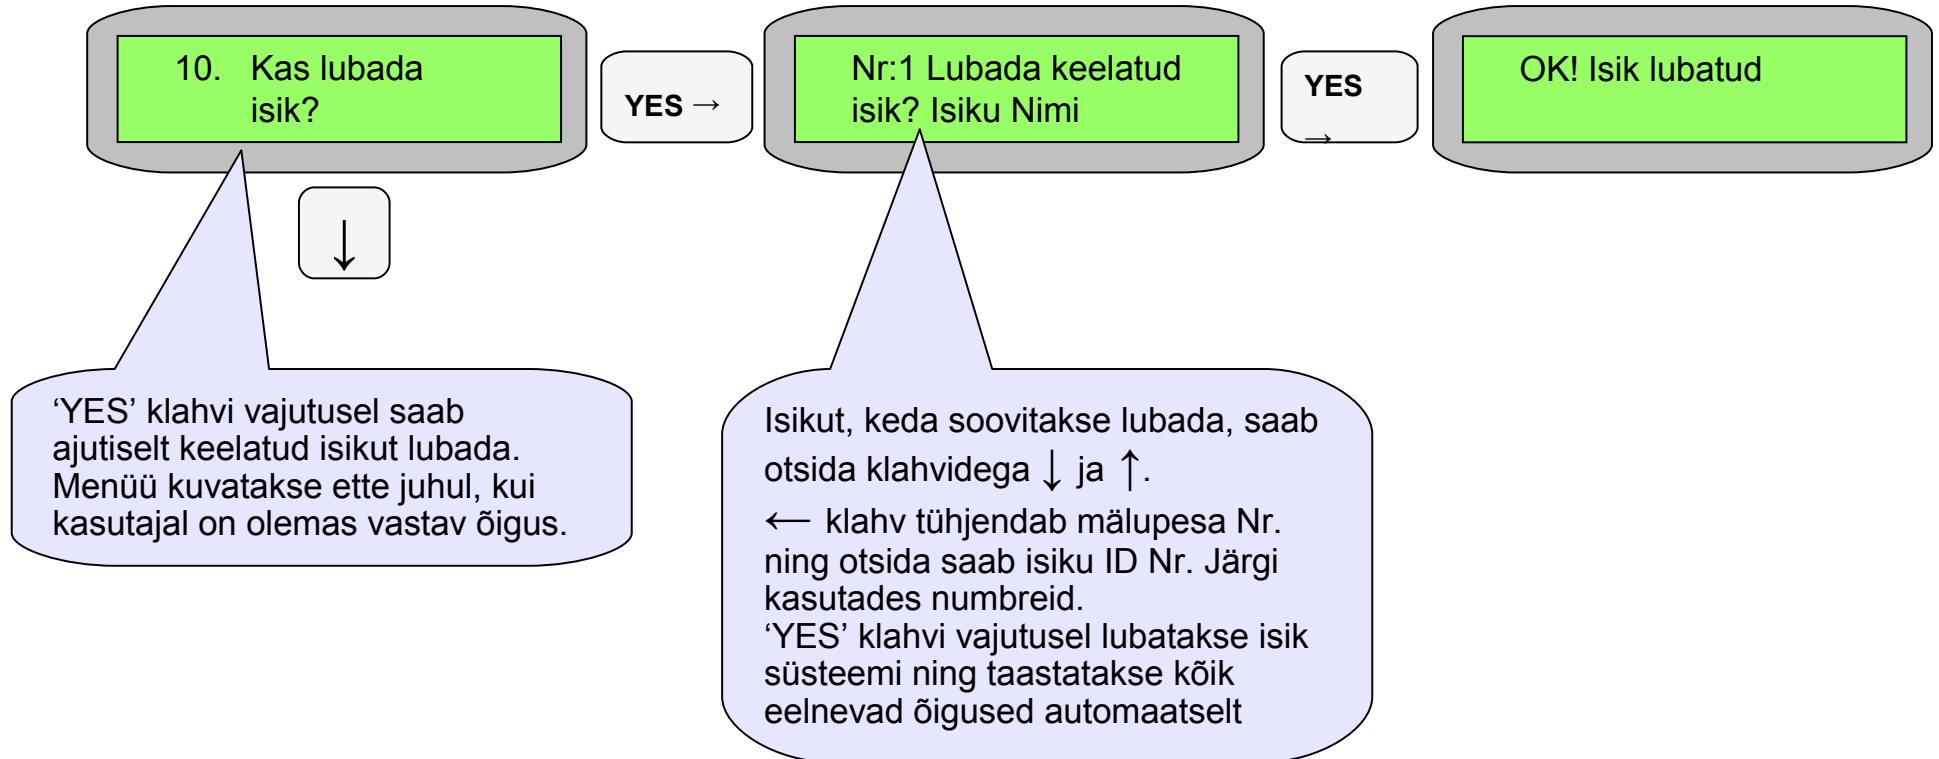 10. Kas lubada
isik?
YES →
Nr:1 Lubada keelatud
isik? Isiku Nimi
YES
→
OK! Isik lubatud
↓
‘YES’ klahvi vajutusel saab
ajutiselt keelatud isikut lubada.
Menüü kuvatakse ette juhul, kui
kasutajal on olemas vastav õigus.
Isikut, keda soovitakse lubada, saab
otsida klahvidega ↓ ja ↑.
← klahv tühjendab mälupesa Nr.
ning otsida saab isiku ID Nr. Järgi
kasutades numbreid.
‘YES’ klahvi vajutusel lubatakse isik
süsteemi ning taastatakse kõik
eelnevad õigused automaatselt